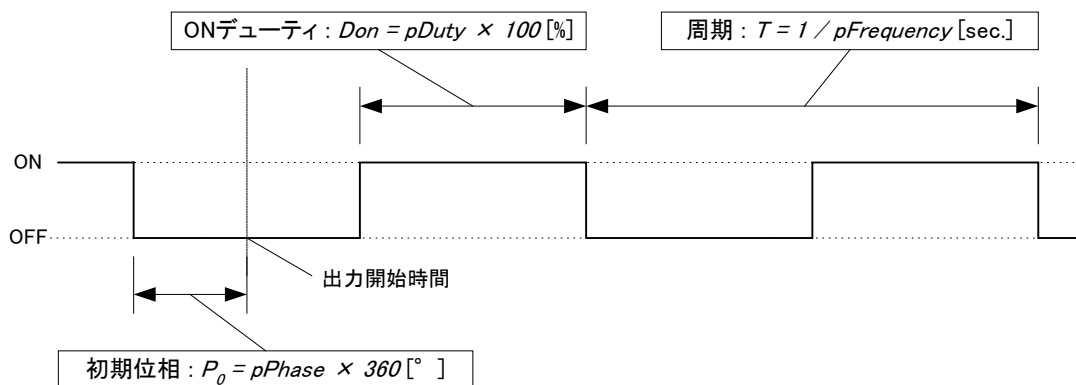 ONデューティ : Don = pDuty × 100 [%]
周期 : T = 1 / pFrequency [sec.]
ON
OFF
出力開始時間
初期位相 : P0 = pPhase × 360 [° ]